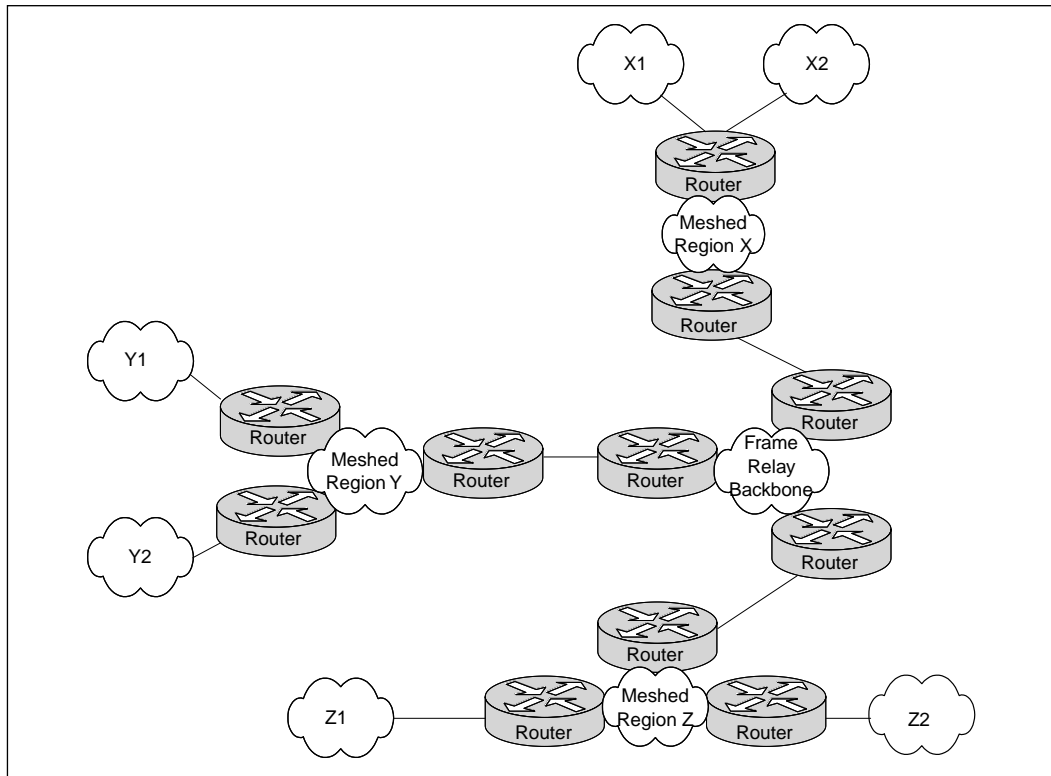 X1
X2
Router
Meshed
Region X
Router
Y1
Router
Router
Meshed
Region Y
Router
Router
Frame
Relay
Backbone
Router
Y2
Router
Router
Router
Z1
Router
Meshed
Region Z
Router
Z2